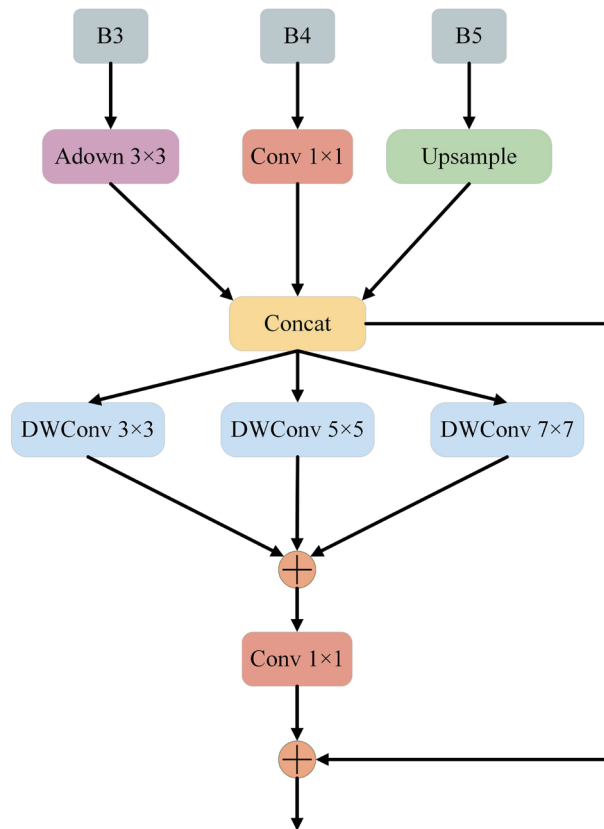 B3
B4
B5
Adown 3×3
Conv 1×1
Upsample
Concat
DWConv 3×3
DWConv 5×5
DWConv 7×7
Conv 1×1